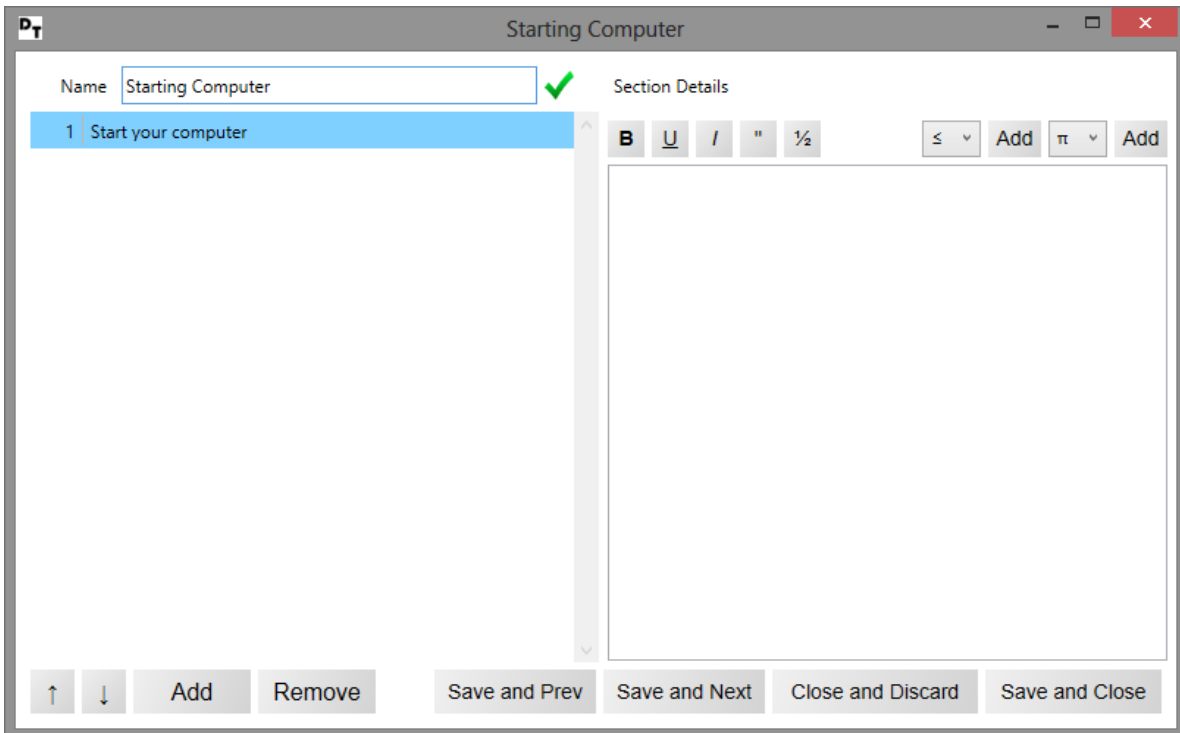 DT Starting Computer
Name Starting Computer Section Details
1 Start your computer
B U I " ½ ≤ Add π Add
↑ ↓ Add Remove Save and Prev Save and Next Close and Discard Save and Close